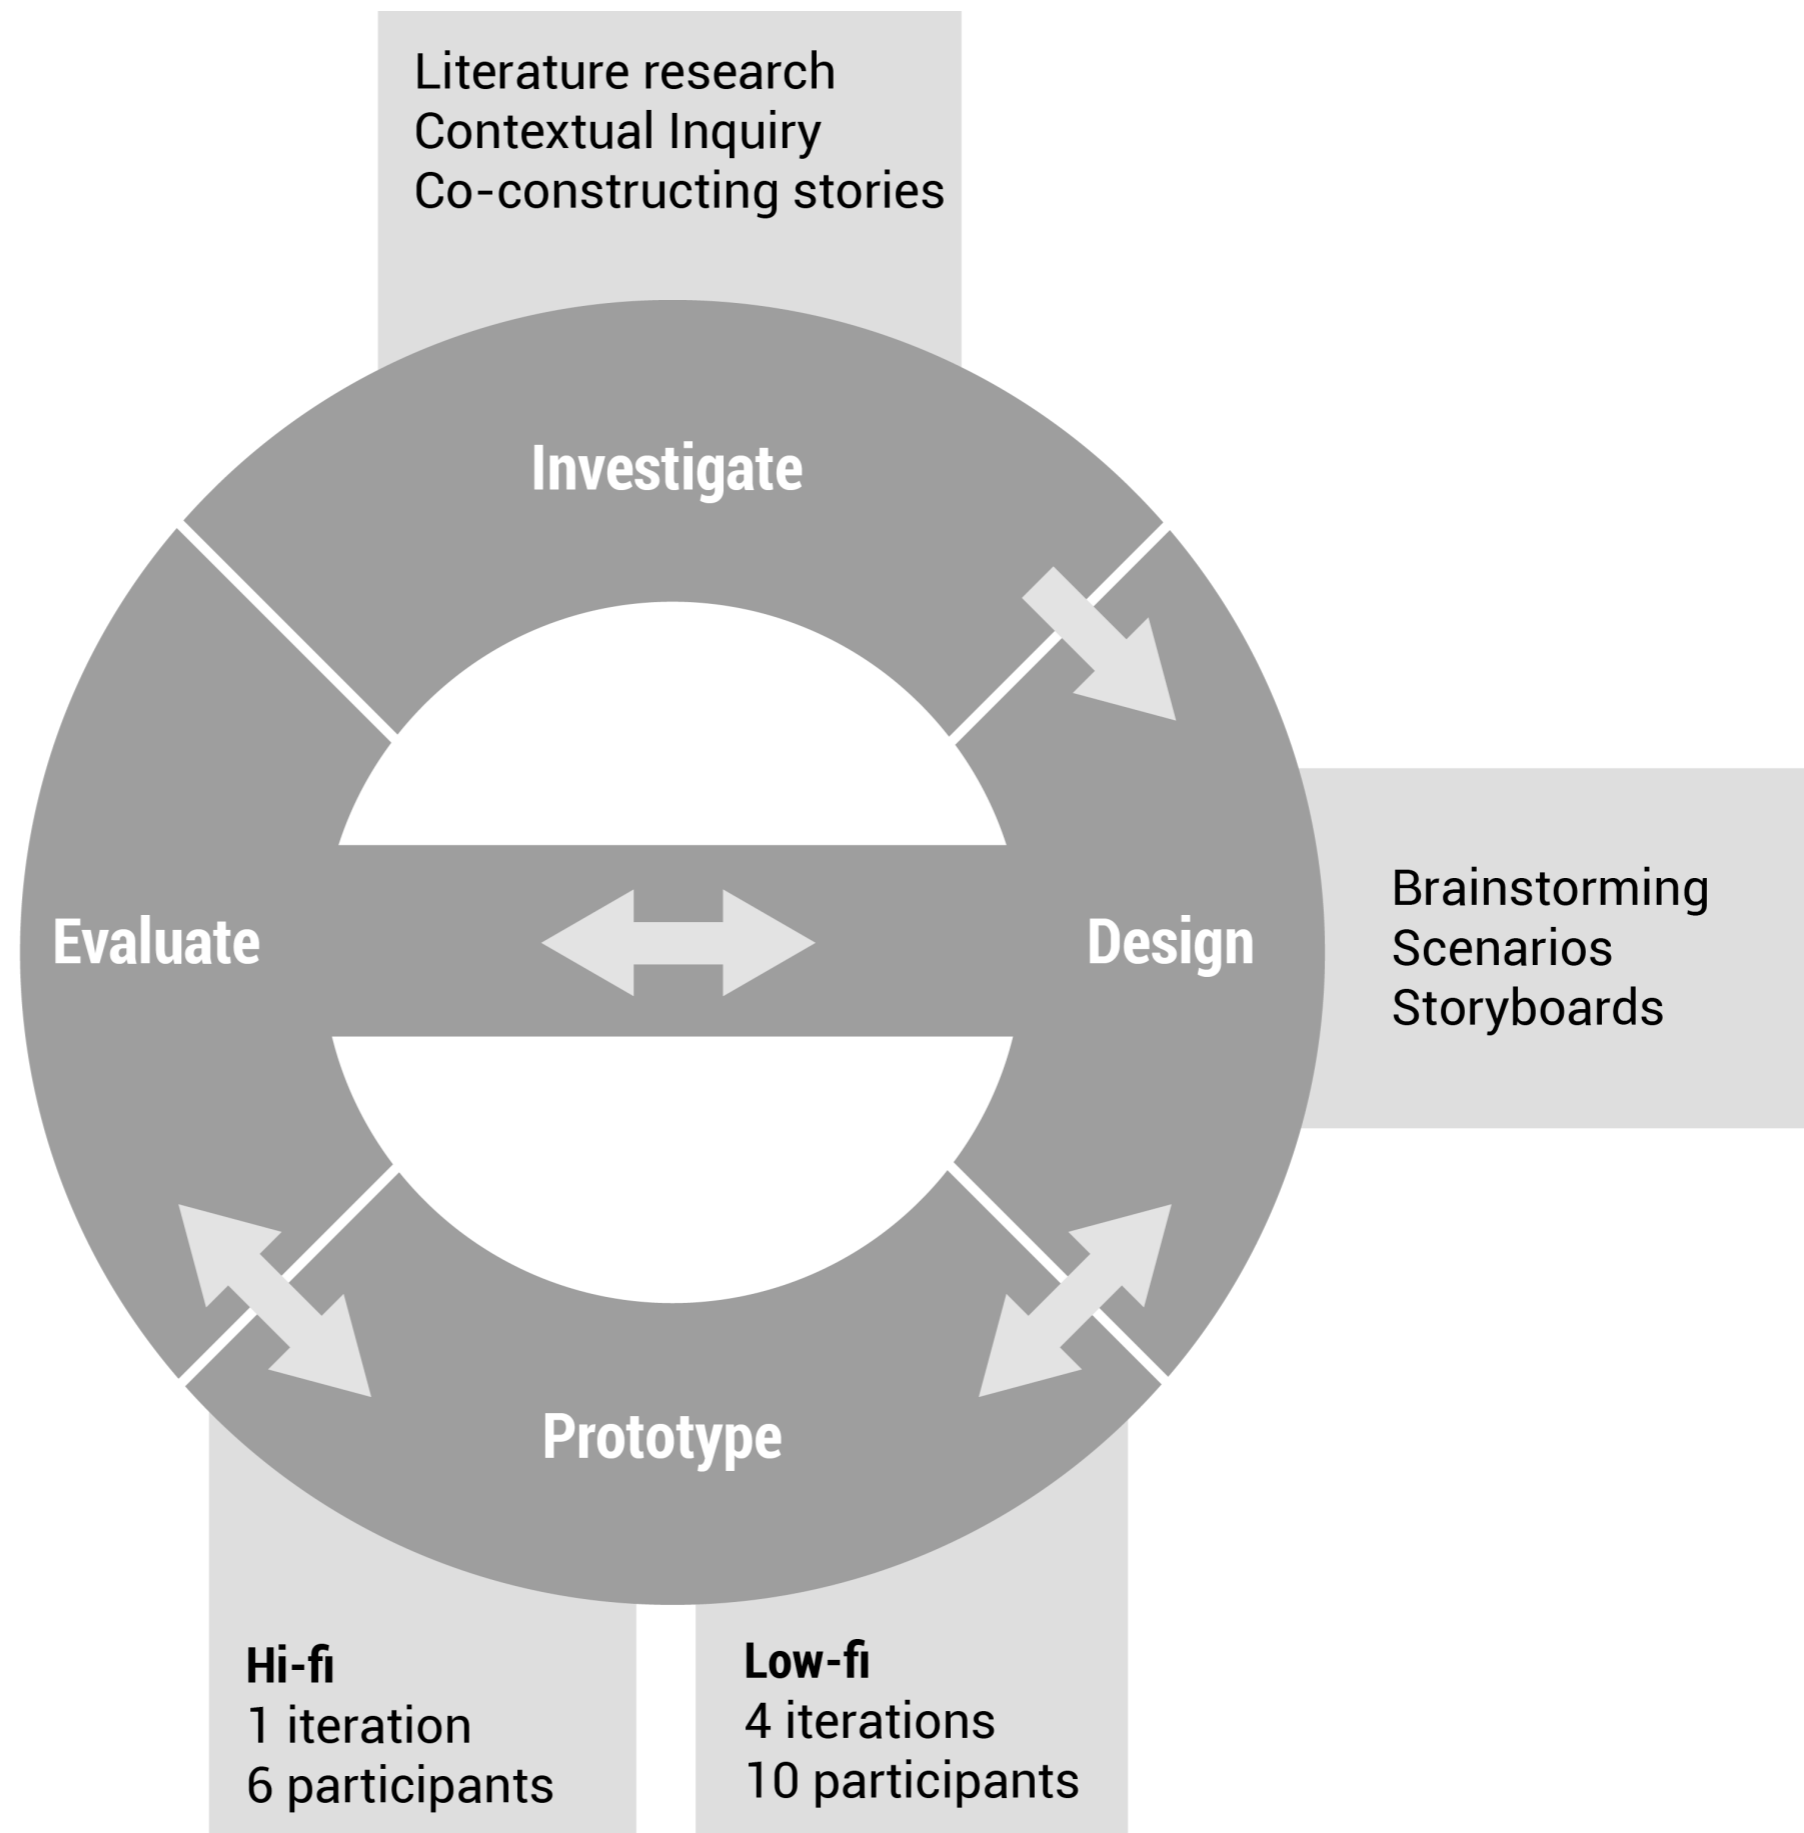 Literature research
Contextual Inquiry
Co-constructing stories
Investigate
Evaluate
Design
Brainstorming
Scenarios
Storyboards
Prototype
Hi-fi
1 iteration
6 participants
Low-fi
4 iterations
10 participants